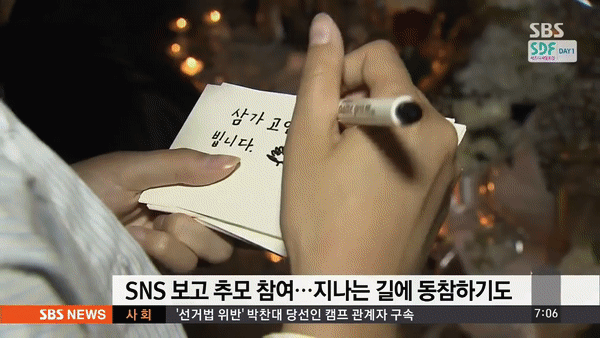 SBS
SDF DAY 1
삼가 고인
빕니다.
SNS 보고 추모 참여…지나는 길에 동참하기도
SBS NEWS 사 회 '선거법 위반' 박찬대 당선인 캠프 관계자 구속 7:06